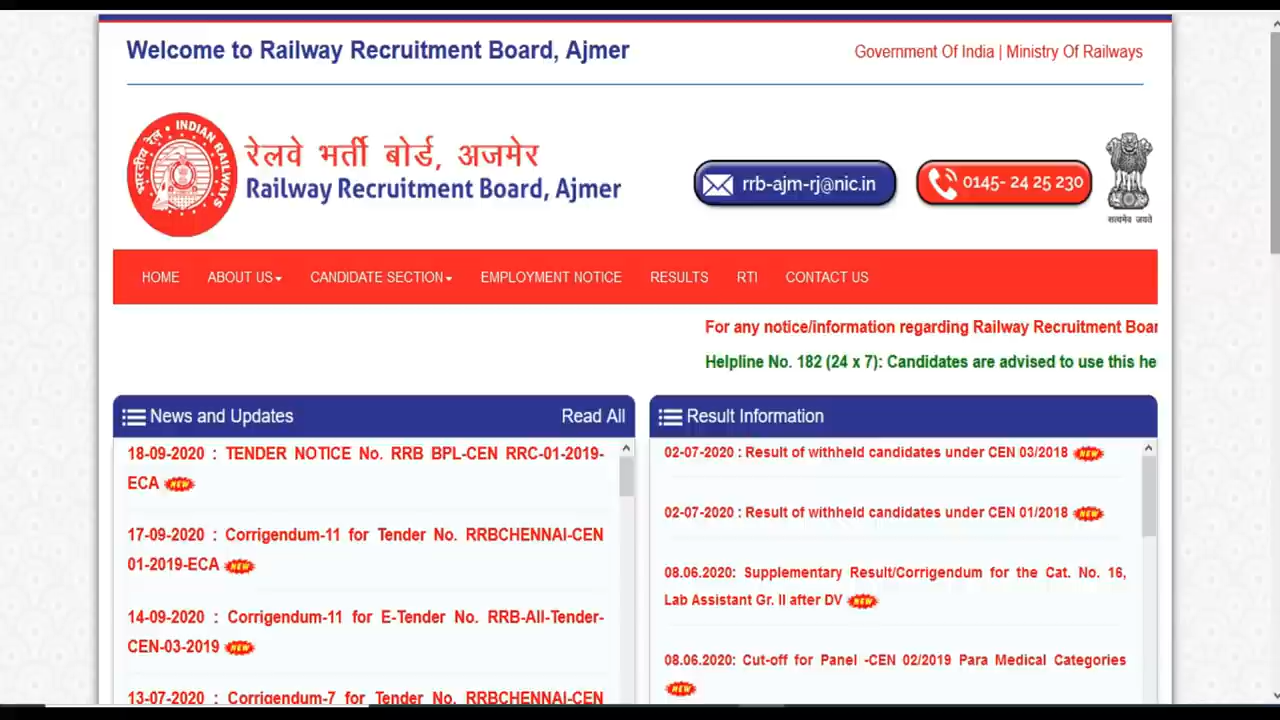 Welcome to Railway Recruitment Board, Ajmer
Government Of India | Ministry Of Railways
भारतीय रेल • INDIAN RAILWAYS
रेलवे भर्ती बोर्ड, अजमेर
Railway Recruitment Board, Ajmer
rrb-ajm-rj@nic.in
0145- 24 25 230
सत्यमेव जयते
HOME ABOUT US CANDIDATE SECTION EMPLOYMENT NOTICE RESULTS RTI CONTACT US
For any notice/information regarding Railway Recruitment Boar
Helpline No. 182 (24 x 7): Candidates are advised to use this he
News and Updates Read All
18-09-2020 : TENDER NOTICE No. RRB BPL-CEN RRC-01-2019-
ECA NEW
17-09-2020 : Corrigendum-11 for Tender No. RRBCHENNAI-CEN
01-2019-ECA NEW
14-09-2020 : Corrigendum-11 for E-Tender No. RRB-All-Tender-
CEN-03-2019 NEW
13-07-2020 : Corrigendum-7 for Tender No. RRBCHENNAI-CEN
Result Information
02-07-2020 : Result of withheld candidates under CEN 03/2018 NEW
02-07-2020 : Result of withheld candidates under CEN 01/2018 NEW
08.06.2020: Supplementary Result/Corrigendum for the Cat. No. 16,
Lab Assistant Gr. II after DV NEW
08.06.2020: Cut-off for Panel -CEN 02/2019 Para Medical Categories
NEW